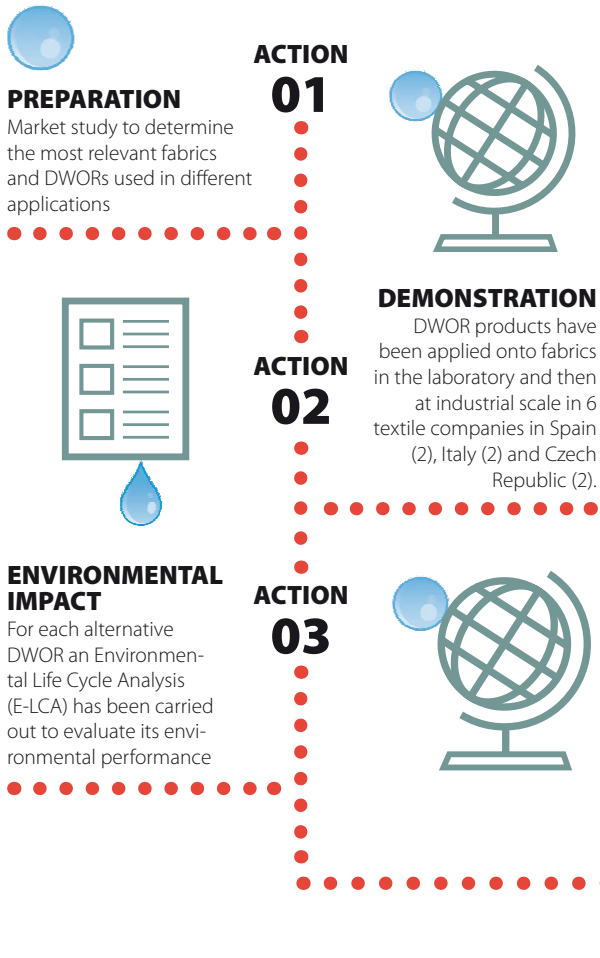 ACTION
01
PREPARATION
Market study to determine
the most relevant fabrics
and DWORs used in different
applications
ACTION
02
DEMONSTRATION
DWOR products have
been applied onto fabrics
in the laboratory and then
at industrial scale in 6
textile companies in Spain
(2), Italy (2) and Czech
Republic (2).
ACTION
03
ENVIRONMENTAL
IMPACT
For each alternative
DWOR an Environmen-
tal Life Cycle Analysis
(E-LCA) has been carried
out to evaluate its envi-
ronmental performance